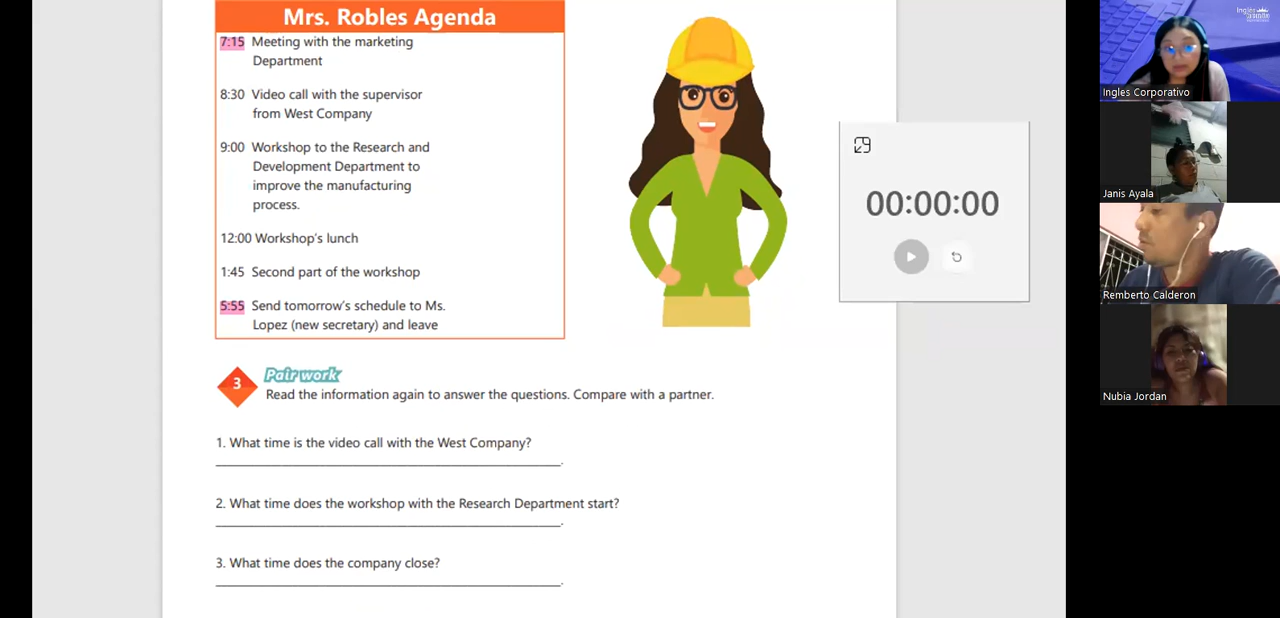 Mrs. Robles Agenda
7:15 Meeting with the marketing
Department
8:30 Video call with the supervisor
from West Company
9:00 Workshop to the Research and
Development Department to
improve the manufacturing
process.
12:00 Workshop's lunch
1:45 Second part of the workshop
5:55 Send tomorrow's schedule to Ms.
Lopez (new secretary) and leave
00:00:00
3
Pair work
Read the information again to answer the questions. Compare with a partner.
1. What time is the video call with the West Company?
2. What time does the workshop with the Research Department start?
3. What time does the company close?
Ingles Corporativo
Janis Ayala
Remberto Calderon
Nubia Jordan